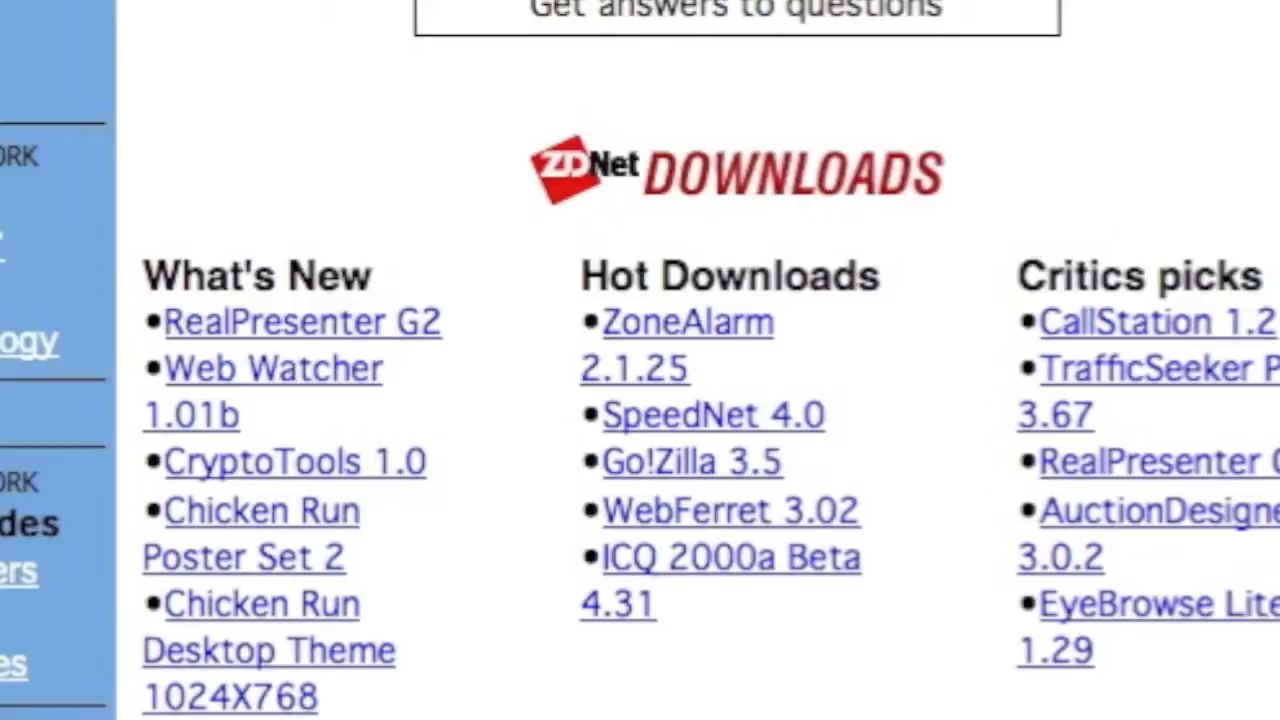 Get answers to questions
ORK
ogy
ORK
des
ers
es
ZDNet DOWNLOADS
What's New
•RealPresenter G2
•Web Watcher
1.01b
•CryptoTools 1.0
•Chicken Run
Poster Set 2
•Chicken Run
Desktop Theme
1024X768
Hot Downloads
•ZoneAlarm
2.1.25
•SpeedNet 4.0
•Go!Zilla 3.5
•WebFerret 3.02
•ICQ 2000a Beta
4.31
Critics picks
•CallStation 1.2
•TrafficSeeker P
3.67
•RealPresenter
•AuctionDesigne
3.0.2
•EyeBrowse Lite
1.29